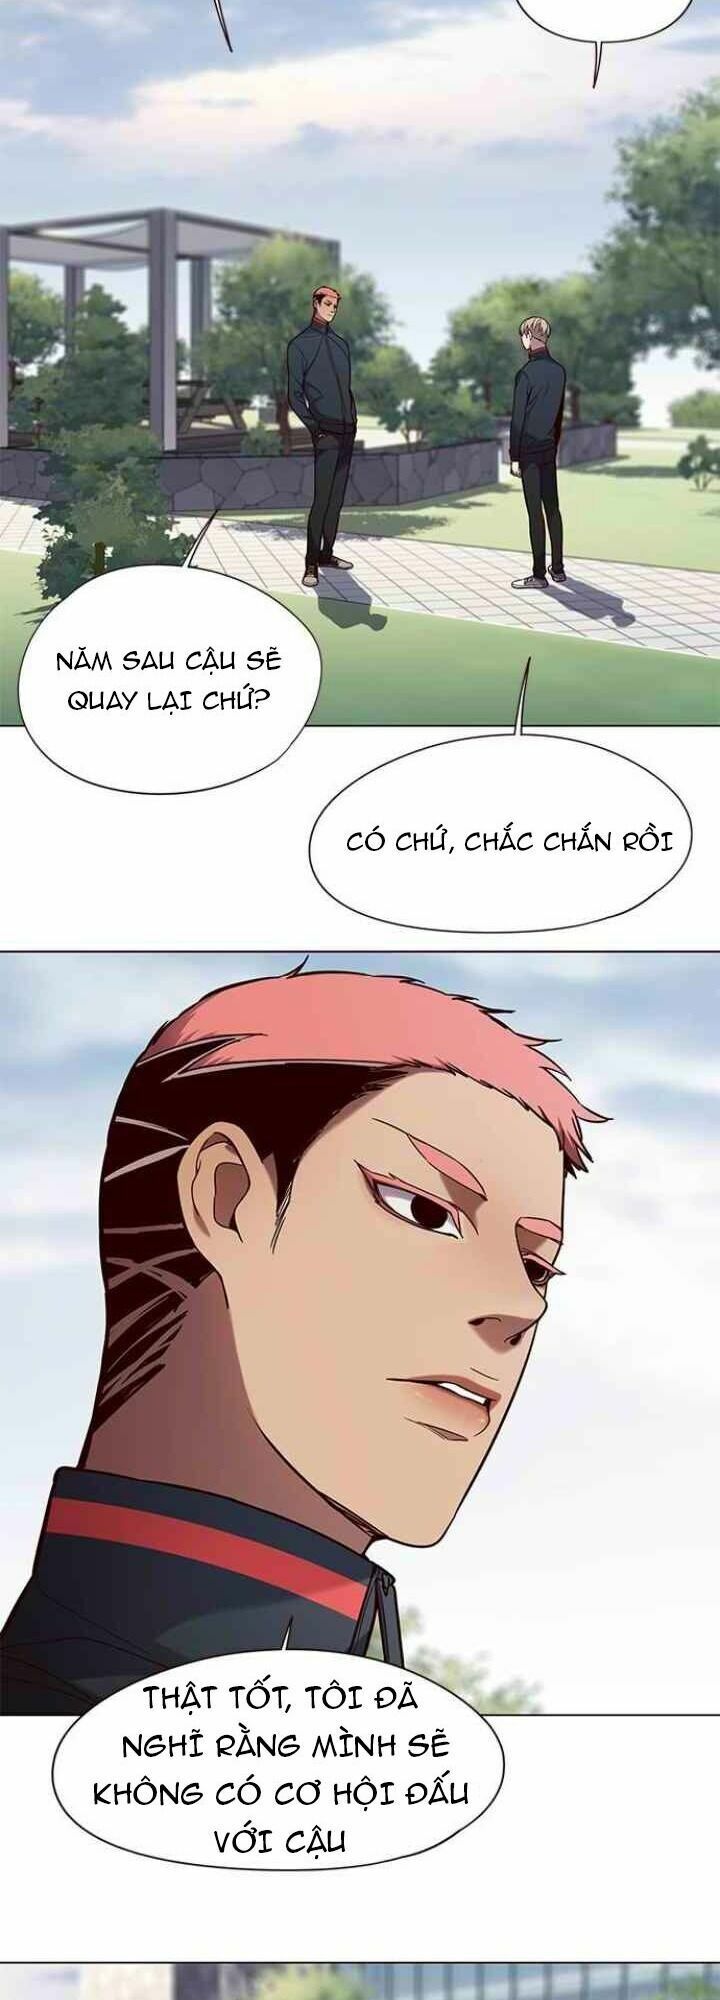 NĂM SAU CẬU SẼ
QUAY LẠI CHỨ?
CÓ CHỨ, CHẮC CHẮN RỒI
THẬT TỐT, TÔI ĐÃ
NGHĨ RẰNG MÌNH SẼ
KHÔNG CÓ CƠ HỘI ĐẤU
VỚI CẬU